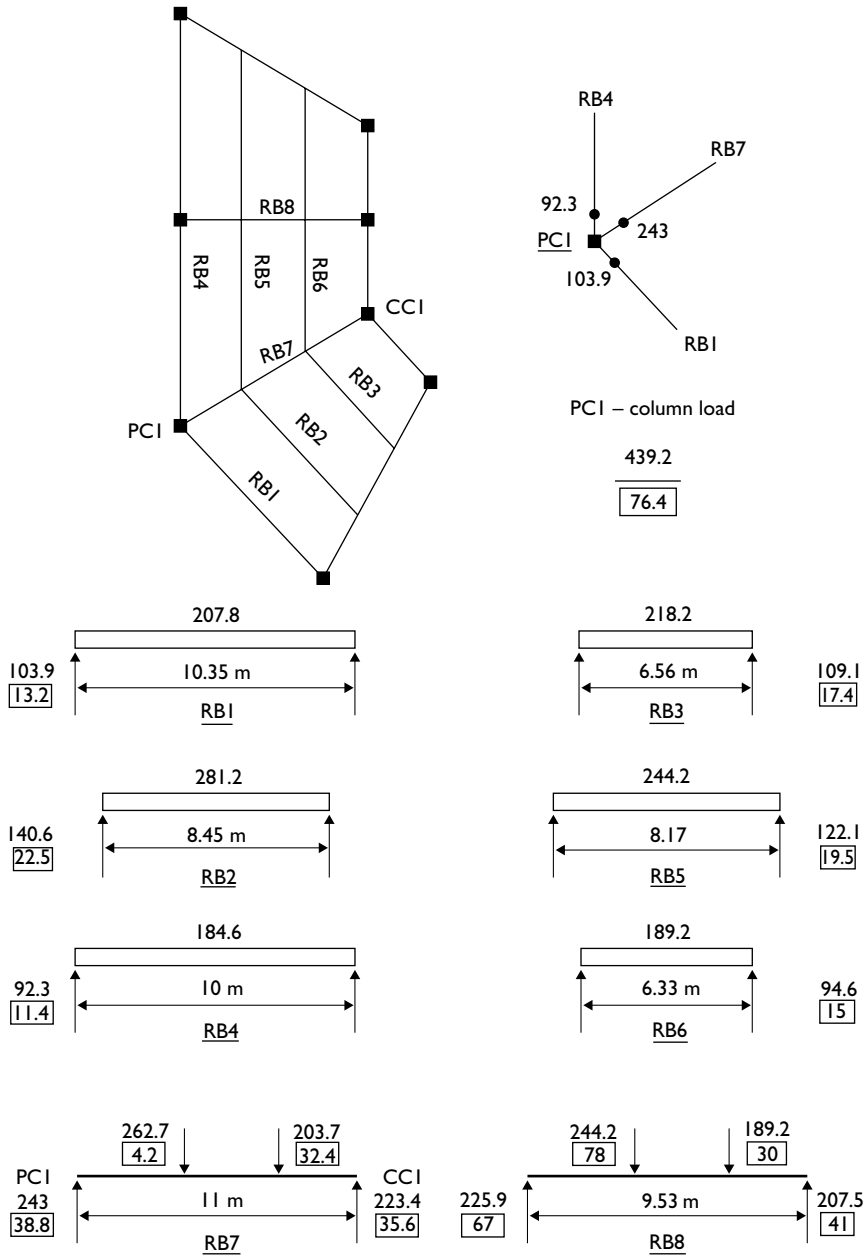 RB4
RB7
RB8
92.3
243
PC1
RB4
RB5
RB6
103.9
CC1
RB7
RB1
RB3
PC1 – column load
PC1
RB2
439.2
RB1
76.4
207.8
218.2
103.9
13.2
10.35 m
6.56 m
109.1
17.4
RB1
RB3
281.2
244.2
140.6
22.5
8.45 m
8.17
122.1
19.5
RB2
RB5
184.6
189.2
92.3
11.4
10 m
6.33 m
94.6
15
RB4
RB6
262.7
4.2
203.7
32.4
244.2
78
189.2
30
PC1
CC1
243
38.8
11 m
223.4
35.6
225.9
67
9.53 m
207.5
41
RB7
RB8